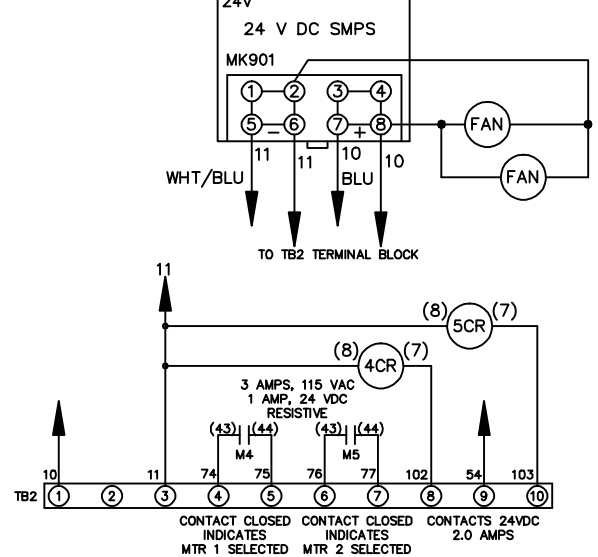 24V
24 V DC SMPS
MK901
1 2 3 4
5 6 7 8
− +
FAN
FAN
11 11 10 10
WHT/BLU BLU
TO TB2 TERMINAL BLOCK
11
(8) 5CR (7)
(8) 4CR (7)
3 AMPS, 115 VAC
1 AMP, 24 VDC
RESISTIVE
(43) (44) (43) (44)
M4 M5
10 11 74 75 76 77 102 54 103
TB2 1 2 3 4 5 6 7 8 9 10
CONTACT CLOSED
INDICATES
MTR 1 SELECTED
CONTACT CLOSED
INDICATES
MTR 2 SELECTED
CONTACTS 24VDC
2.0 AMPS